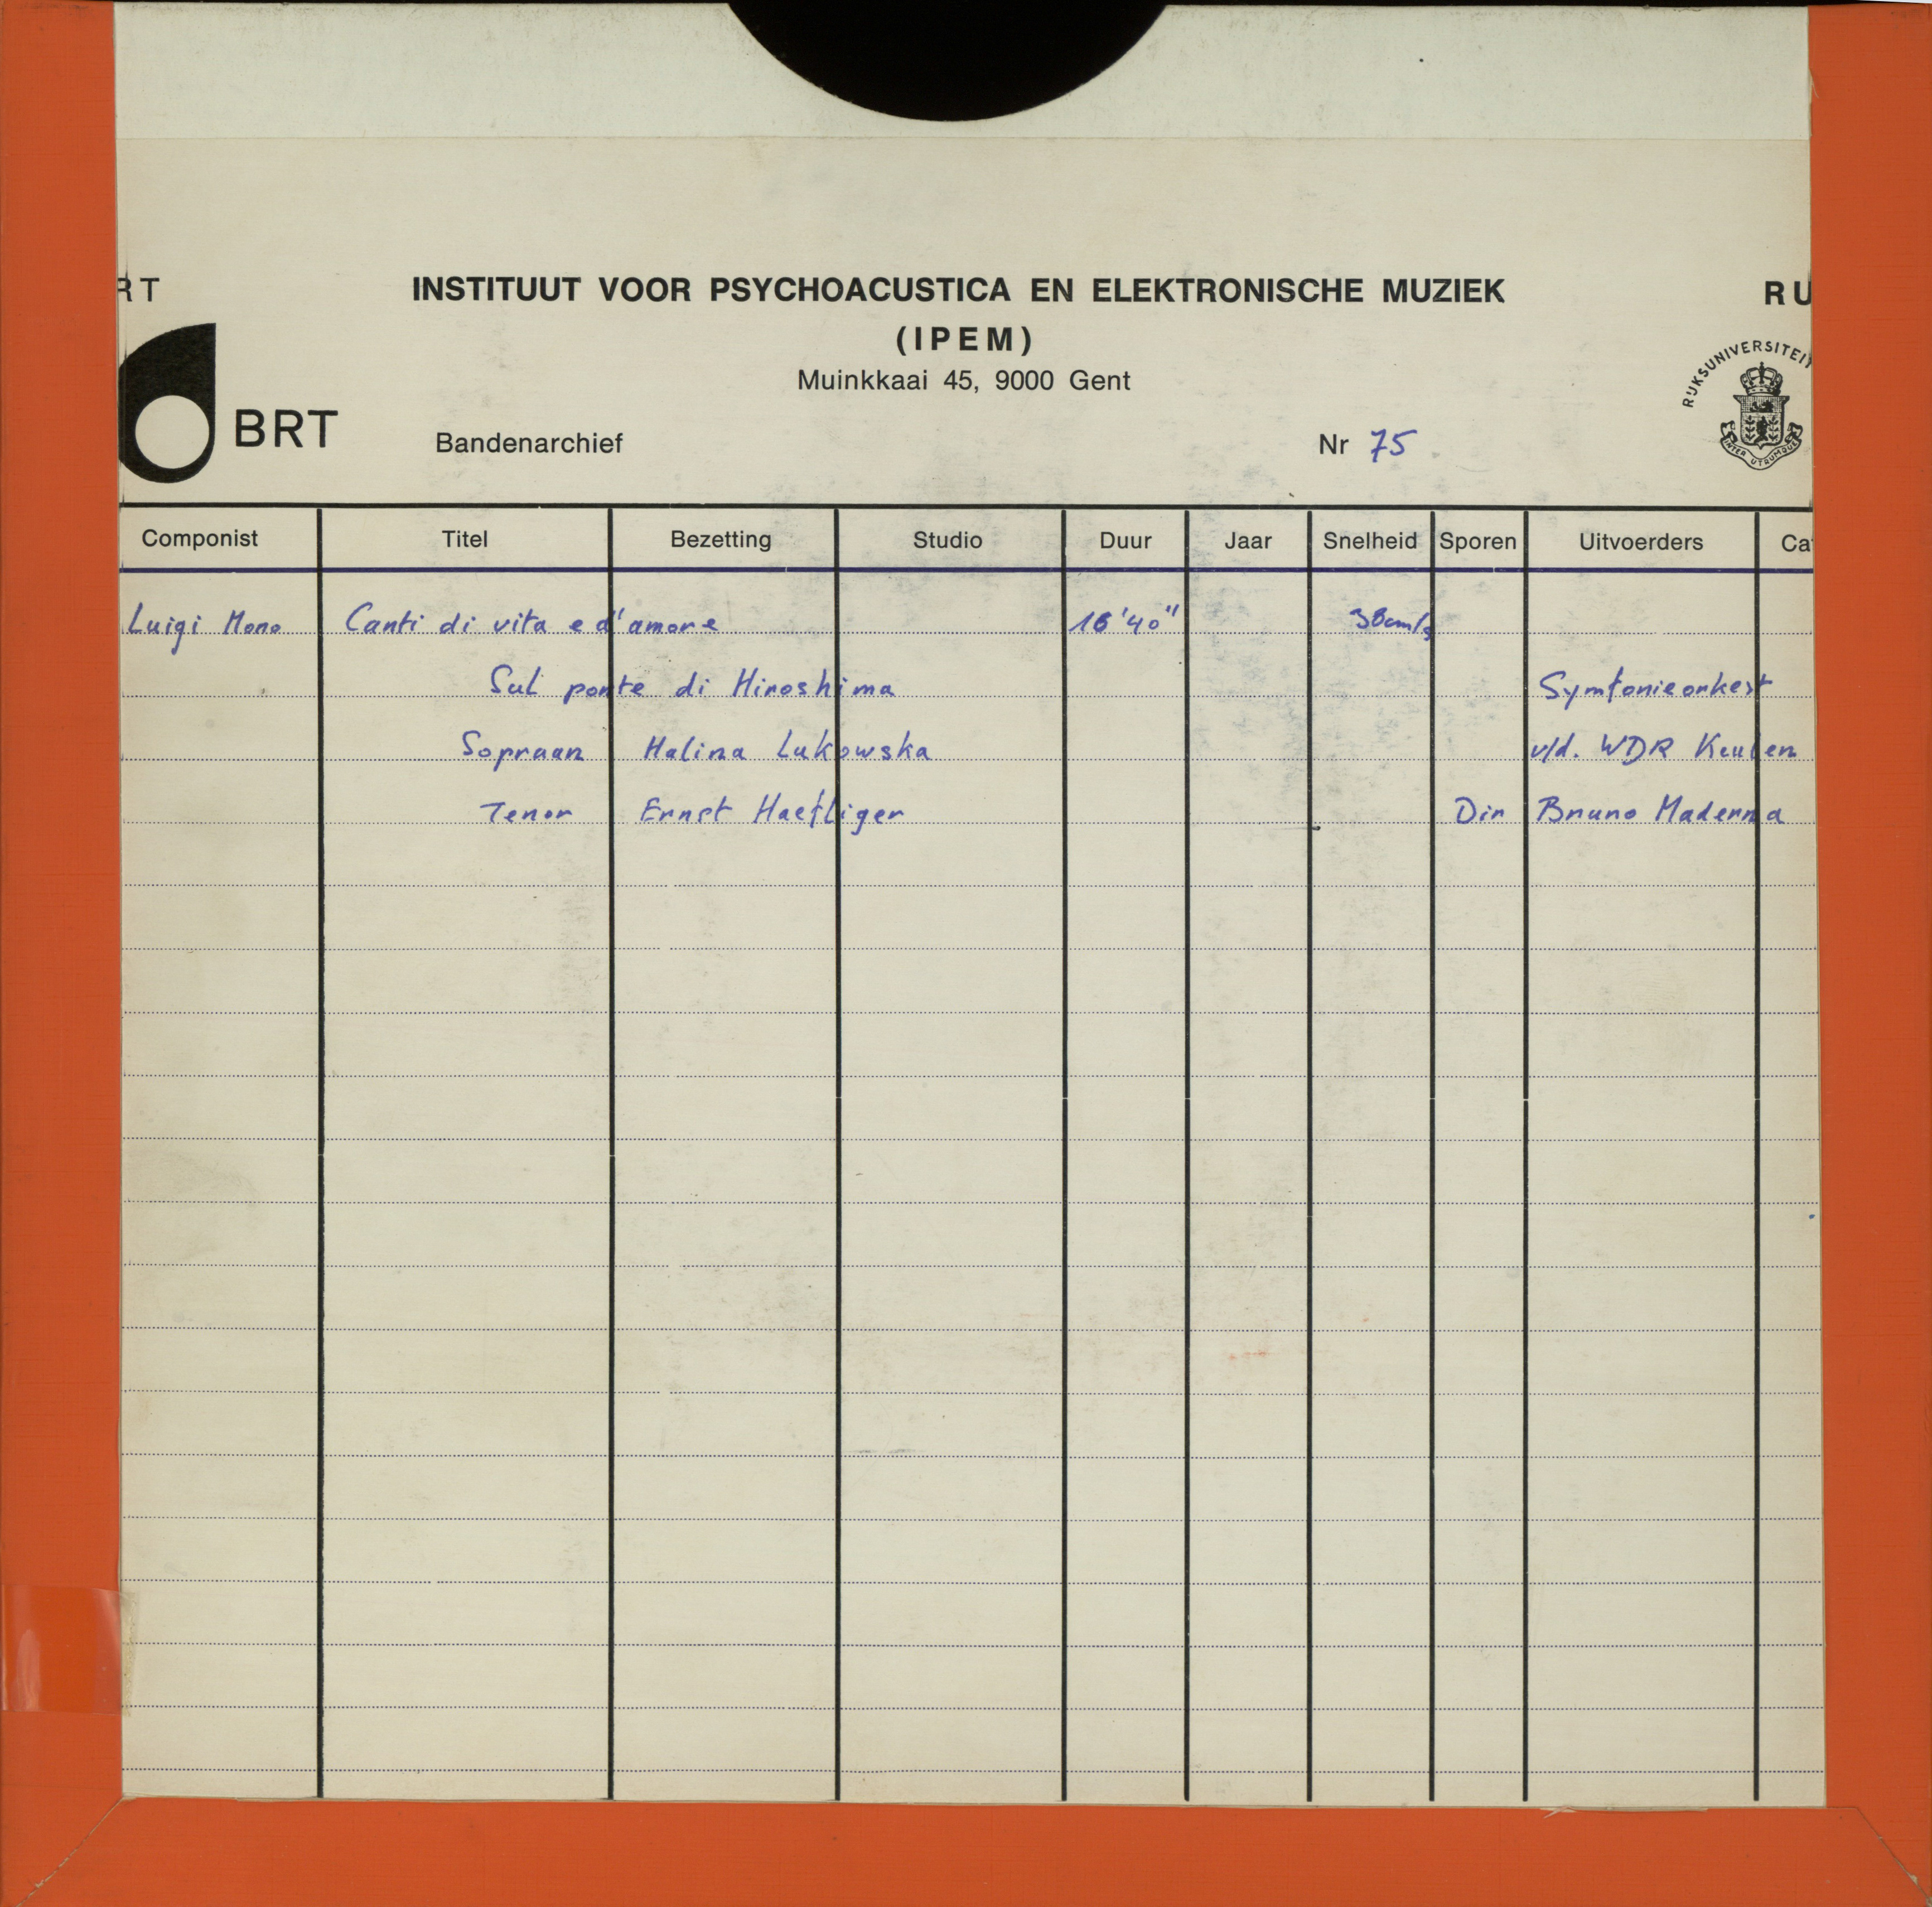 RT INSTITUUT VOOR PSYCHOACUSTICA EN ELEKTRONISCHE MUZIEK RU
(IPEM)
Muinkkaai 45, 9000 Gent
RIJKSUNIVERSITEIT
INTER UTRUMQUE
BRT Bandenarchief Nr 75
Componist Titel Bezetting Studio Duur Jaar Snelheid Sporen Uitvoerders Ca
Luigi Nono Canti di vita e d'amore 16'40" 38cm/s
Sul ponte di Hiroshima Symfonieorkest
Sopraan Halina Lukowska v/d. WDR Keulen
Tenor Ernst Haefliger Dir Bruno Maderna